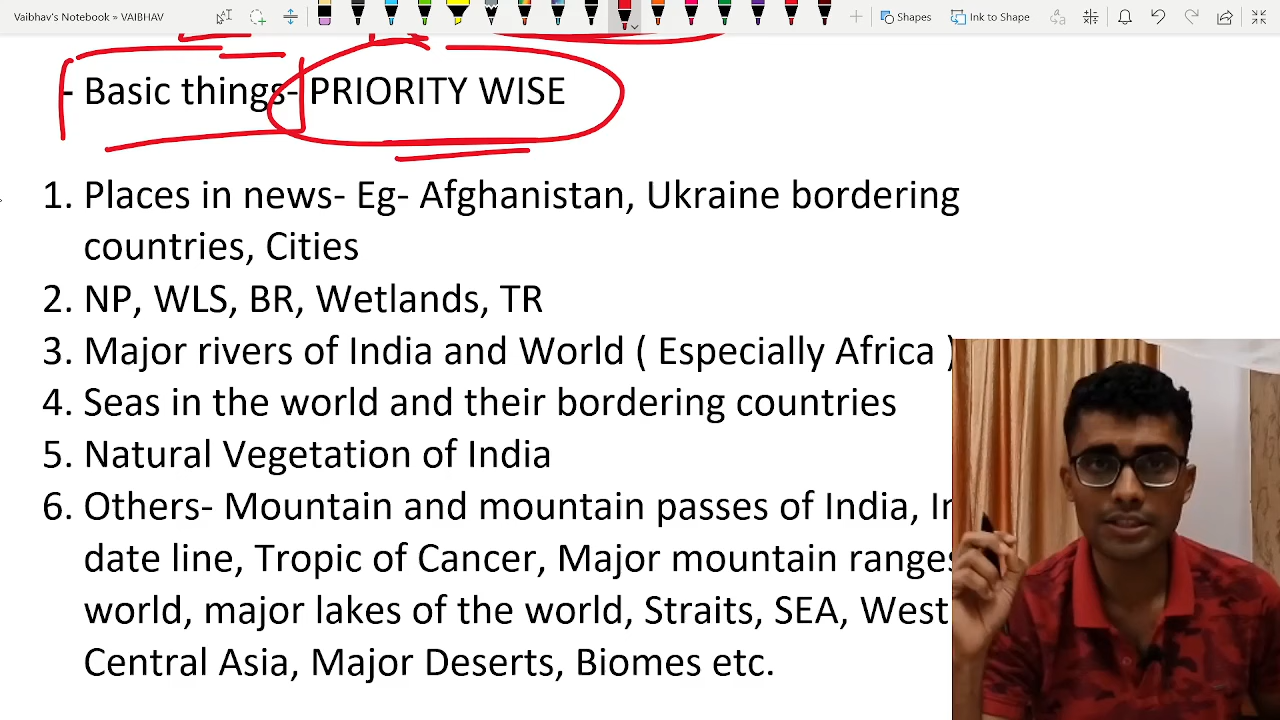 Vaibhav's Notebook » VAIBHAV
Shapes
Ink to Shape
- Basic things- PRIORITY WISE
1. Places in news- Eg- Afghanistan, Ukraine bordering
countries, Cities
2. NP, WLS, BR, Wetlands, TR
3. Major rivers of India and World ( Especially Africa )
4. Seas in the world and their bordering countries
5. Natural Vegetation of India
6. Others- Mountain and mountain passes of India,
date line, Tropic of Cancer, Major mountain ranges
world, major lakes of the world, Straits, SEA, West
Central Asia, Major Deserts, Biomes etc.